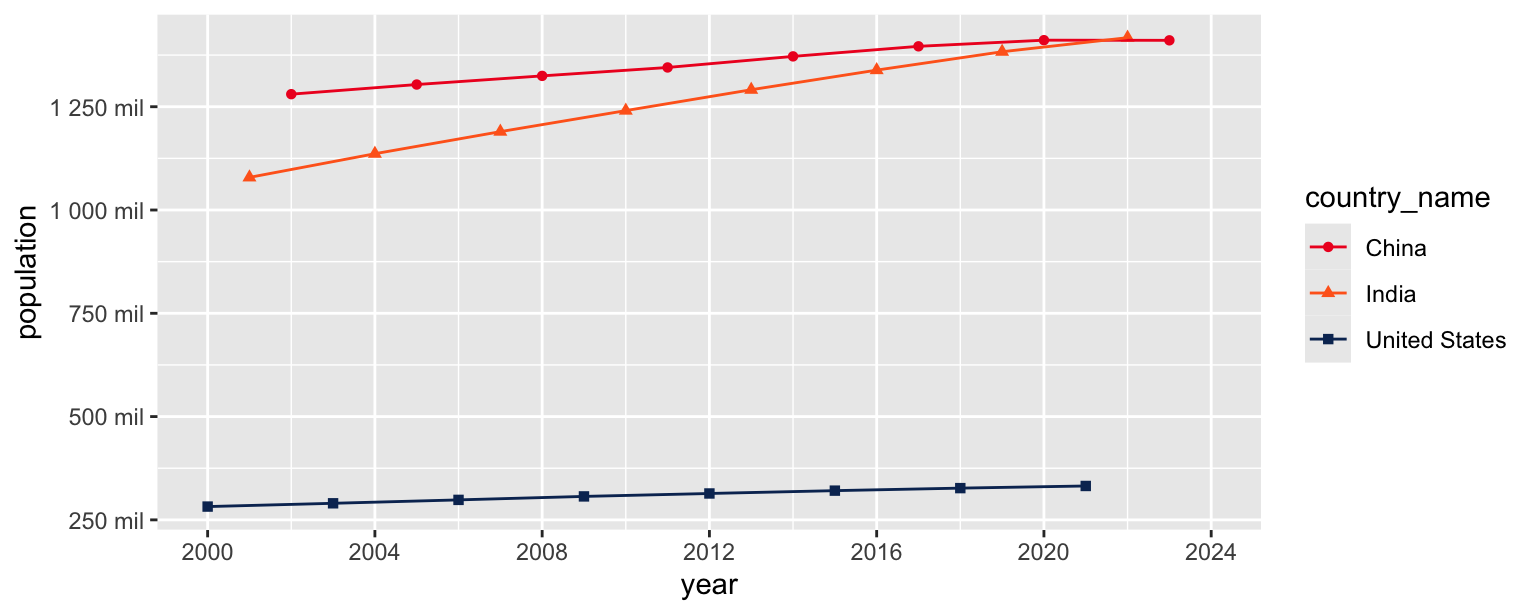 1 250 mil
1 000 mil
750 mil
500 mil
250 mil
population
2000 2004 2008 2012 2016 2020 2024
year
country_name
China
India
United States